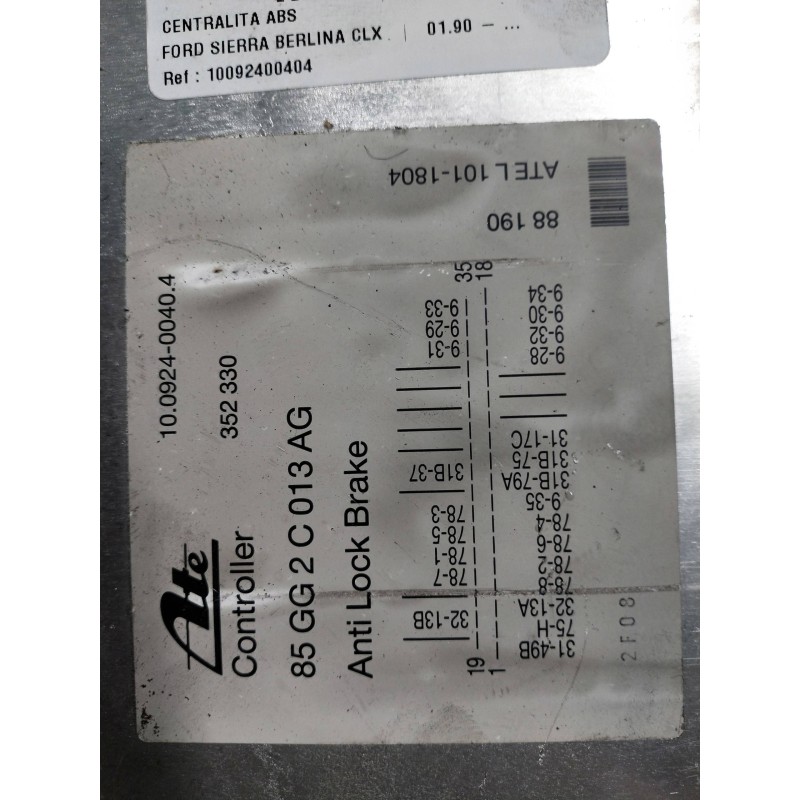 CENTRALITA ABS
FORD SIERRA BERLINA CLX | 01.90 - ...
Ref : 10092400404
Ate
10.0924-0040.4
Controller
352 330
85 GG 2 C 013 AG
Anti Lock Brake
ATE L 101-1804
88 190
32-13B
78-7
78-1
78-5
78-3
31B-37
9-31
9-29
9-33
19 35
1 18
31-49B
75-H
32-13A
78-8
78-2
78-6
78-4
9-35
31B-79A
31B-75
31-17C
9-28
9-32
9-30
9-34
2F08